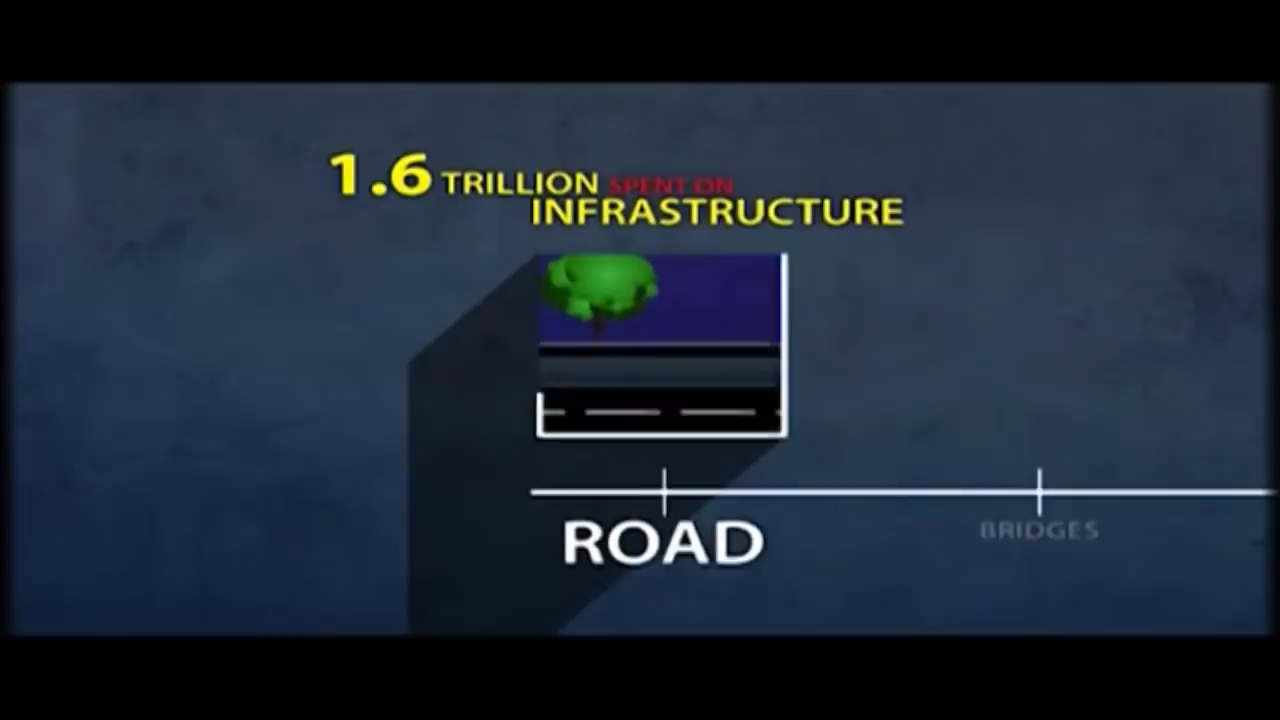 1.6 TRILLION SPENT ON
INFRASTRUCTURE
ROAD
BRIDGES